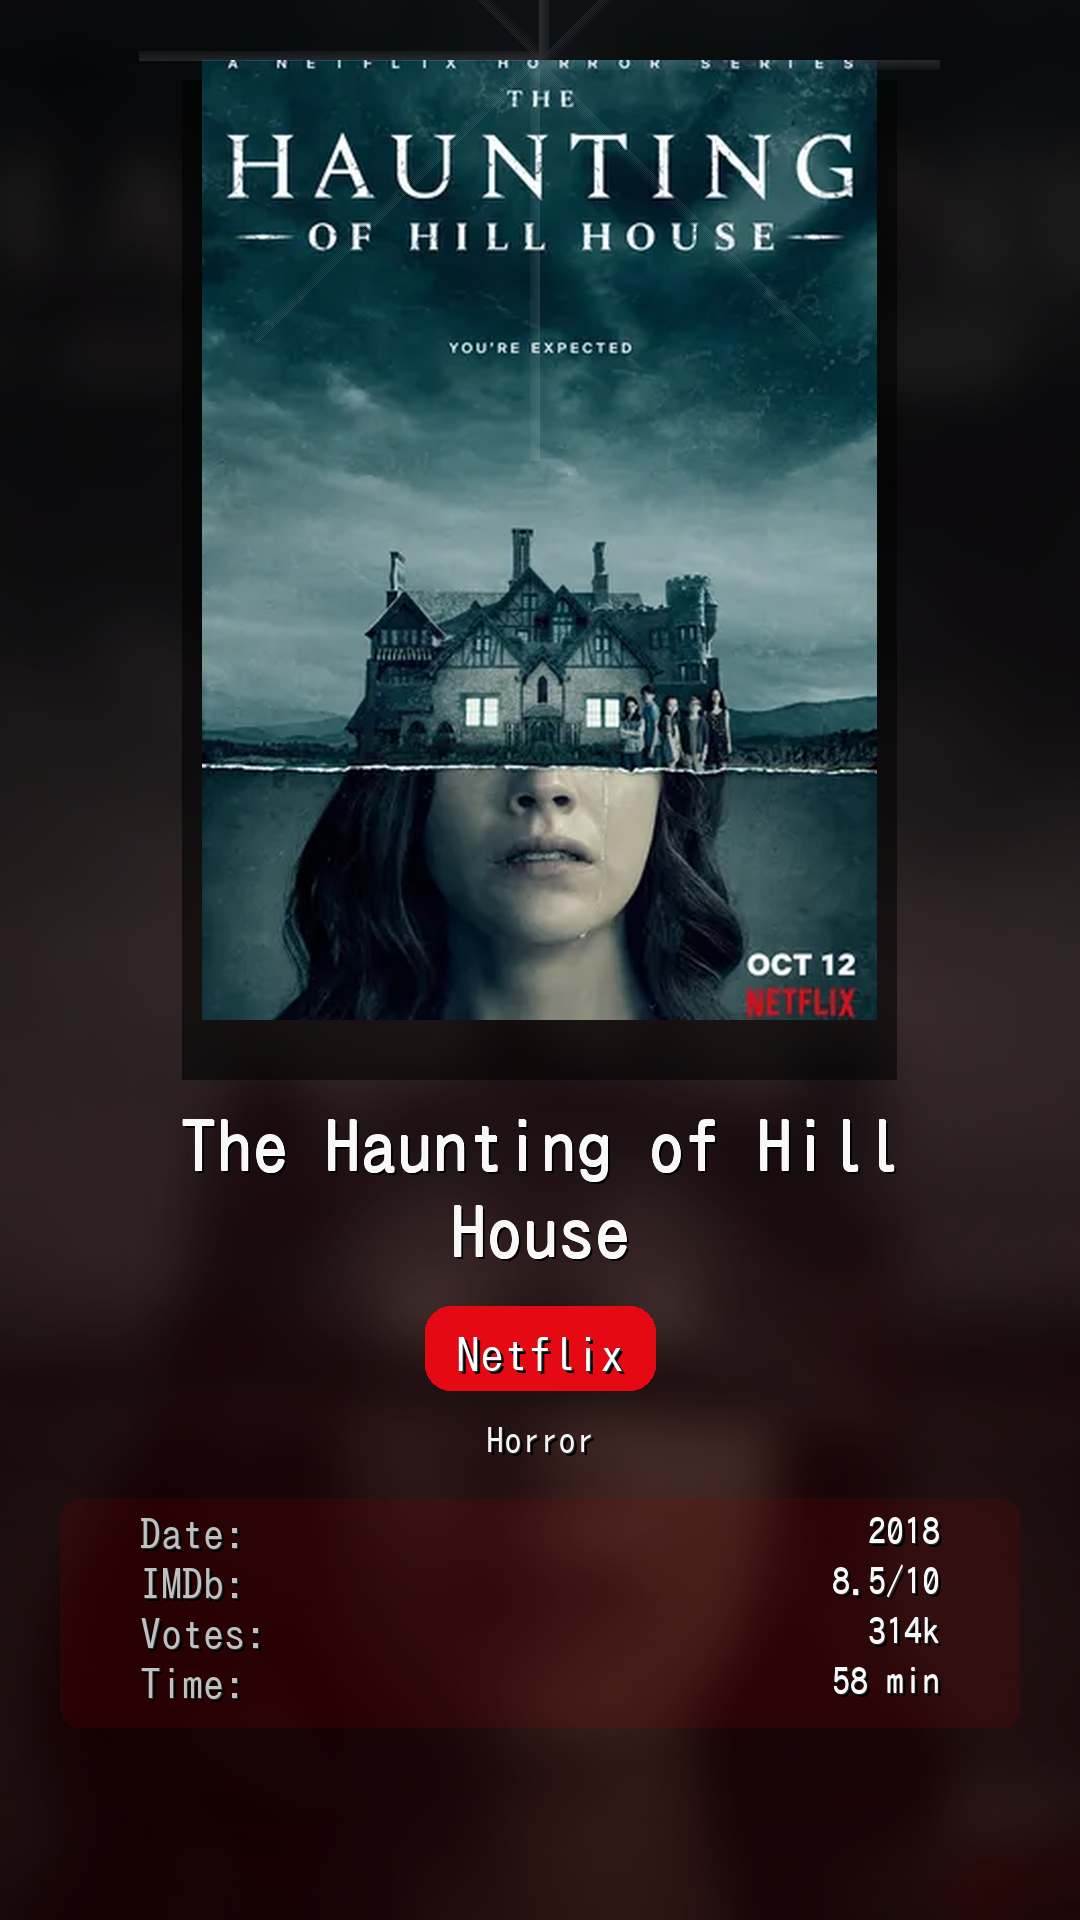 A NETFLIX HORROR SERIES
THE
HAUNTING
OF HILL HOUSE
YOU'RE EXPECTED
OCT 12
NETFLIX
The Haunting of Hill
House
Netflix
Horror
Date: 2018
IMDb: 8.5/10
Votes: 314k
Time: 58 min